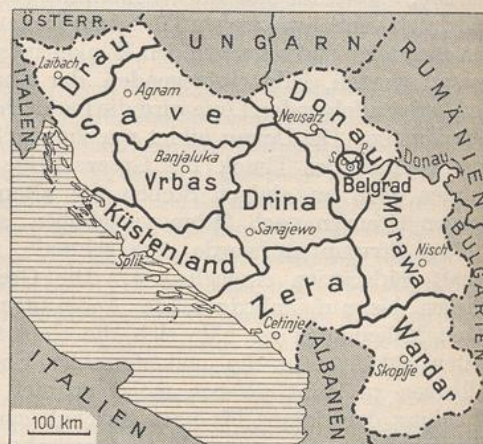 ÖSTERR.
UNGARN
RUMÄNIEN
ITALIEN
Laibach
Drau
Agram
Save
Donau
Neusatz
S.
P.
Donau
Belgrad
Banjaluka
Vrbas
Drina
Sarajewo
Morawa
Nisch
BULGARIEN
Küstenland
Split
Zeta
Cetinje
Wardar
Skoplje
ALBANIEN
ITALIEN
100 km